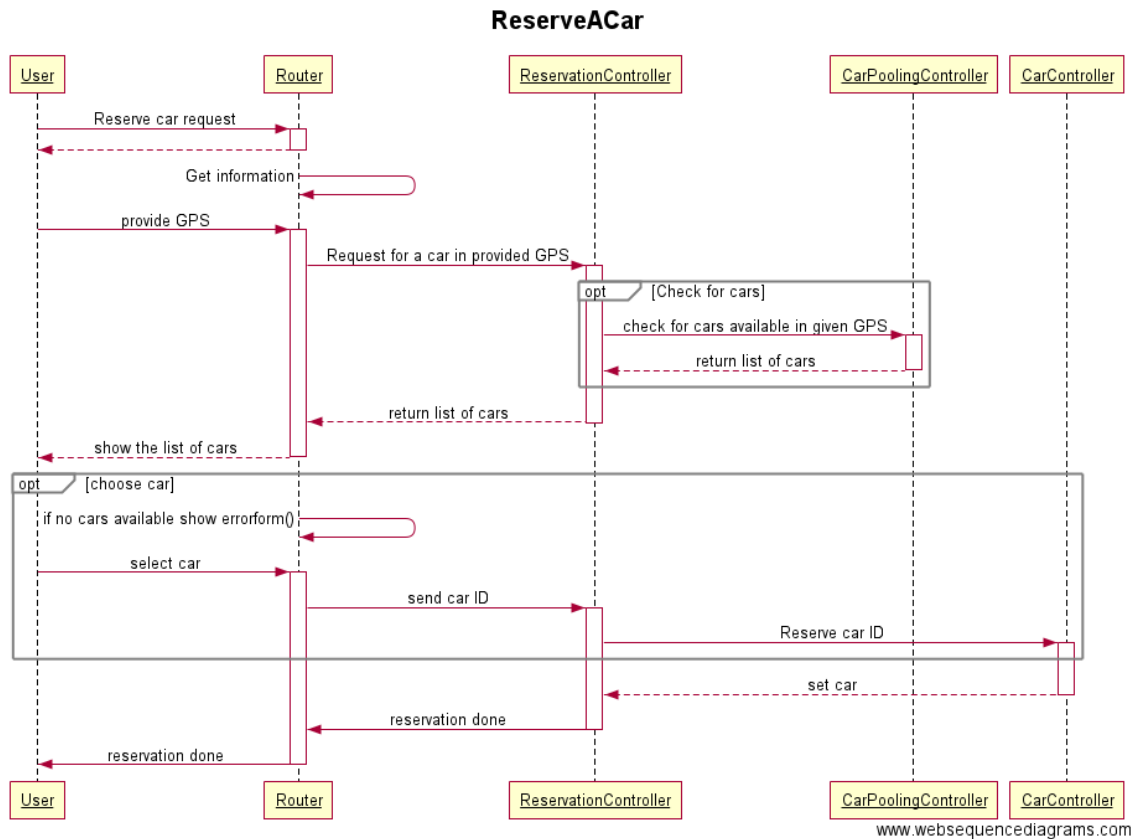 ReserveACar
User
Router
ReservationController
CarPoolingController
CarController
Reserve car request
Get information
provide GPS
Request for a car in provided GPS
opt
[Check for cars]
check for cars available in given GPS
return list of cars
return list of cars
show the list of cars
opt
[choose car]
if no cars available show errorform()
select car
send car ID
Reserve car ID
set car
reservation done
reservation done
User
Router
ReservationController
CarPoolingController
CarController
www.websequencediagrams.com